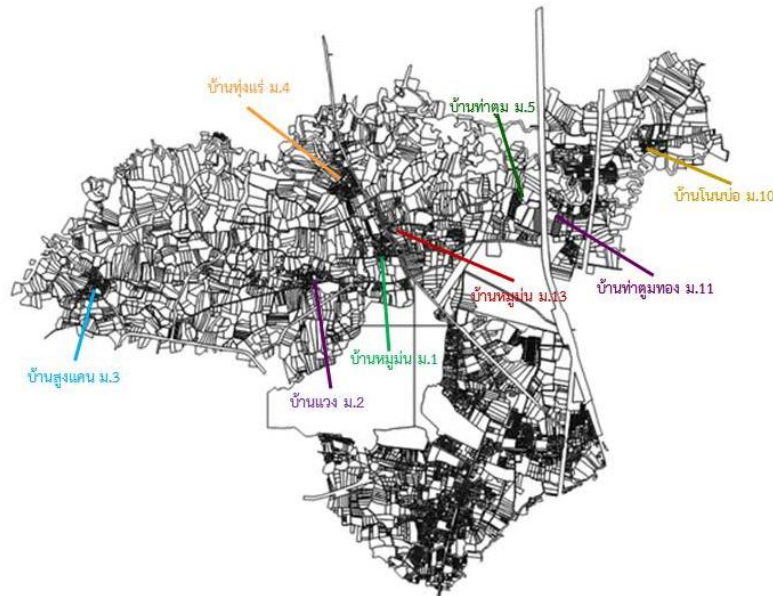 บ้านทุ่งแร่ ม.4
บ้านท่าตูม ม.5
บ้านโนนบ่อ ม.10
บ้านหมูม่น ม.13
บ้านท่าตูมทอง ม.11
บ้านหมูม่น ม.1
บ้านสูงแคน ม.3
บ้านแวง ม.2